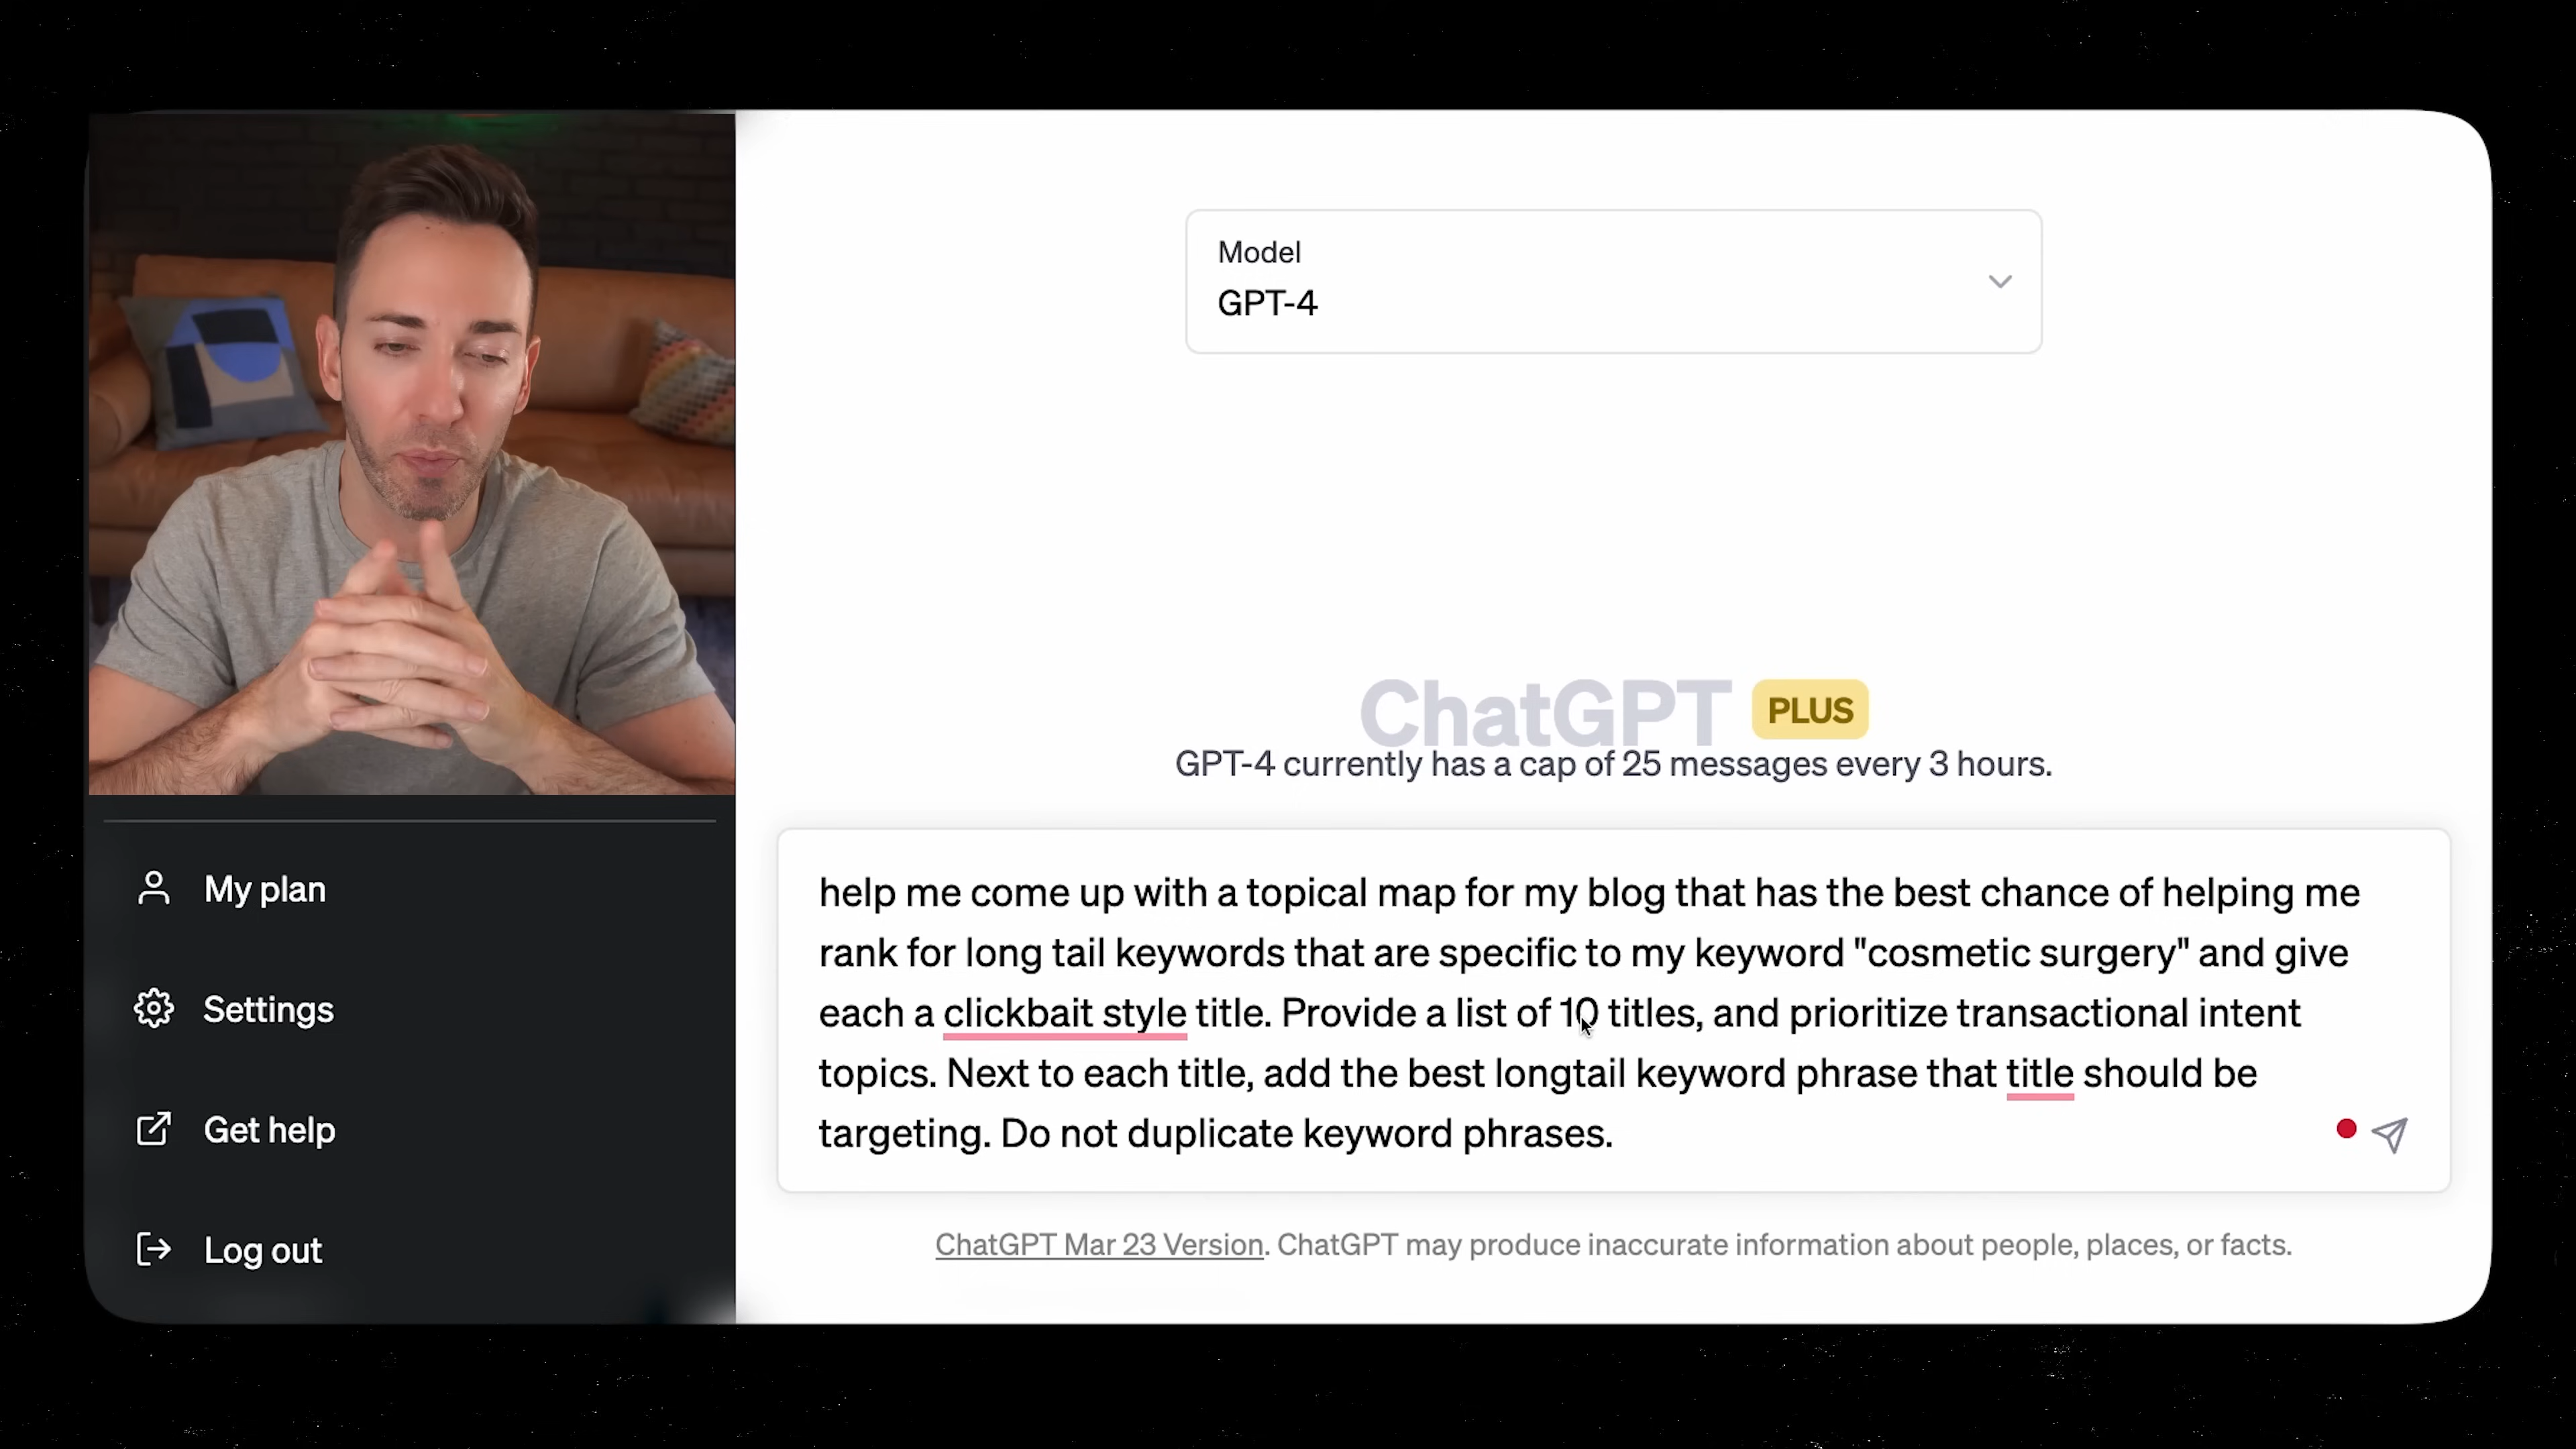 Model
GPT-4
ChatGPT PLUS
GPT-4 currently has a cap of 25 messages every 3 hours.
My plan
Settings
Get help
Log out
help me come up with a topical map for my blog that has the best chance of helping me
rank for long tail keywords that are specific to my keyword "cosmetic surgery" and give
each a clickbait style title. Provide a list of 10 titles, and prioritize transactional intent
topics. Next to each title, add the best longtail keyword phrase that title should be
targeting. Do not duplicate keyword phrases.
ChatGPT Mar 23 Version. ChatGPT may produce inaccurate information about people, places, or facts.